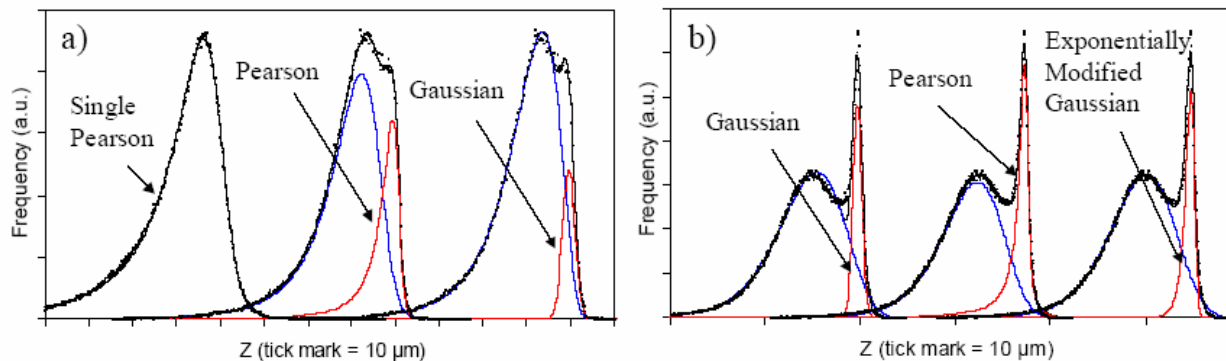 a)
Single
Pearson
Pearson
Gaussian
Frequency (a.u.)
Z (tick mark = 10 µm)
b)
Gaussian
Pearson
Exponentially
Modified
Gaussian
Frequency (a.u.)
Z (tick mark = 10 µm)